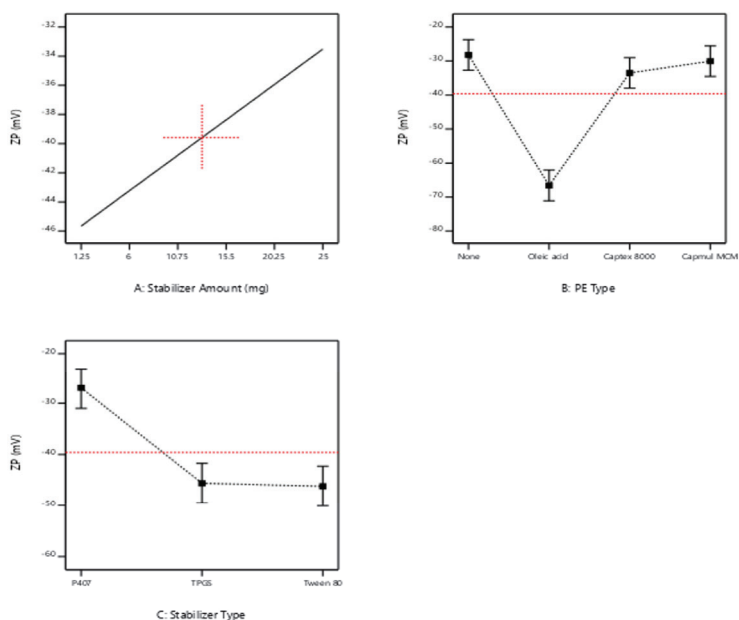 ZP (mV)
-32
-34
-36
-38
-40
-42
-44
-46
1.25 6 10.75 15.5 20.25 25
A: Stabilizer Amount (mg)
ZP (mV)
-20
-30
-40
-50
-60
-70
-80
None Oleic acid Captex 8000 Capmul MCM
B: PE Type
ZP (mV)
-20
-30
-40
-50
-60
P407 TPGS Tween 80
C: Stabilizer Type